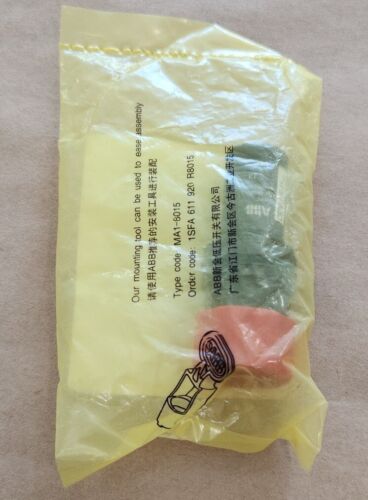 Our mounting tool can be used to ease assembly
请使用ABB推荐的安装工具进行装配
Type code: MA1-8015
Order code: 1SFA 611 920 R8015
ABB新会低压开关有限公司
广东省江门市新会区今古洲经济开发区
ABB